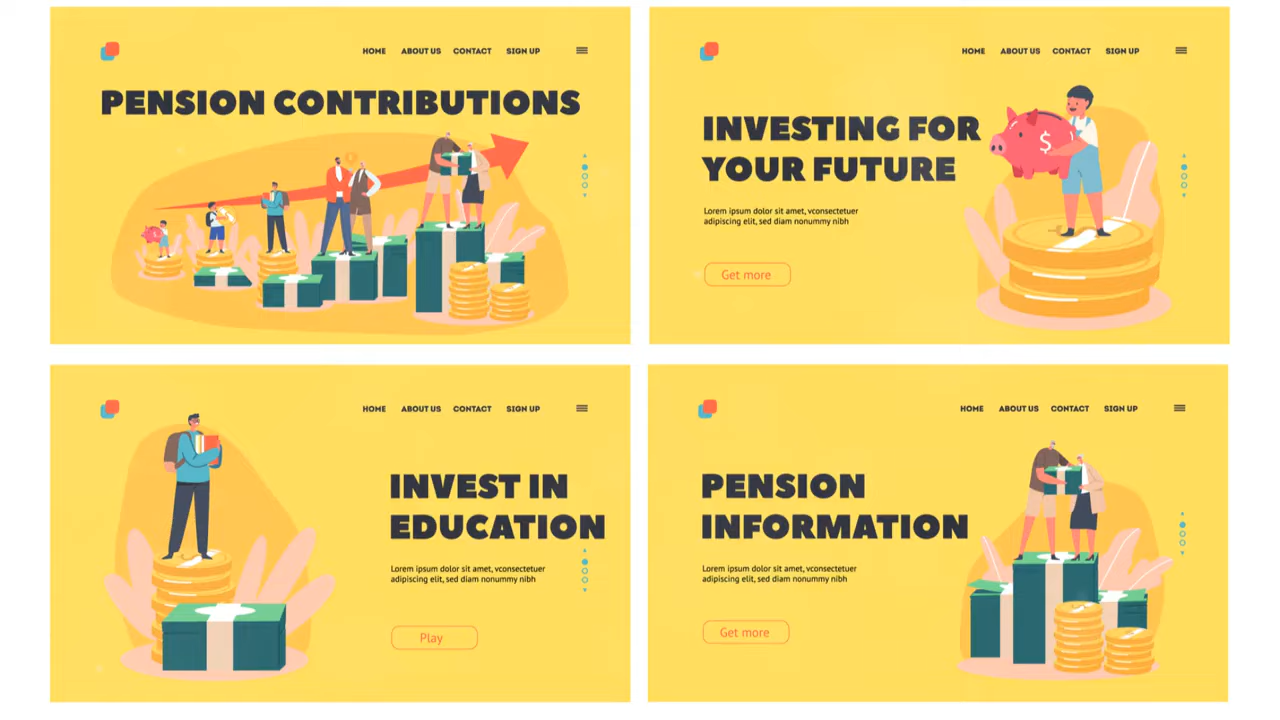 HOME ABOUT US CONTACT SIGN UP
PENSION CONTRIBUTIONS
HOME ABOUT US CONTACT SIGN UP
INVESTING FOR
YOUR FUTURE
$
Lorem ipsum dolor sit amet, vconsectetuer
adipiscing elit, sed diam nonummy nibh
Get more
HOME ABOUT US CONTACT SIGN UP
INVEST IN
EDUCATION
Lorem ipsum dolor sit amet, vconsectetuer
adipiscing elit, sed diam nonummy nibh
Play
HOME ABOUT US CONTACT SIGN UP
PENSION
INFORMATION
Lorem ipsum dolor sit amet, vconsectetuer
adipiscing elit, sed diam nonummy nibh
Get more